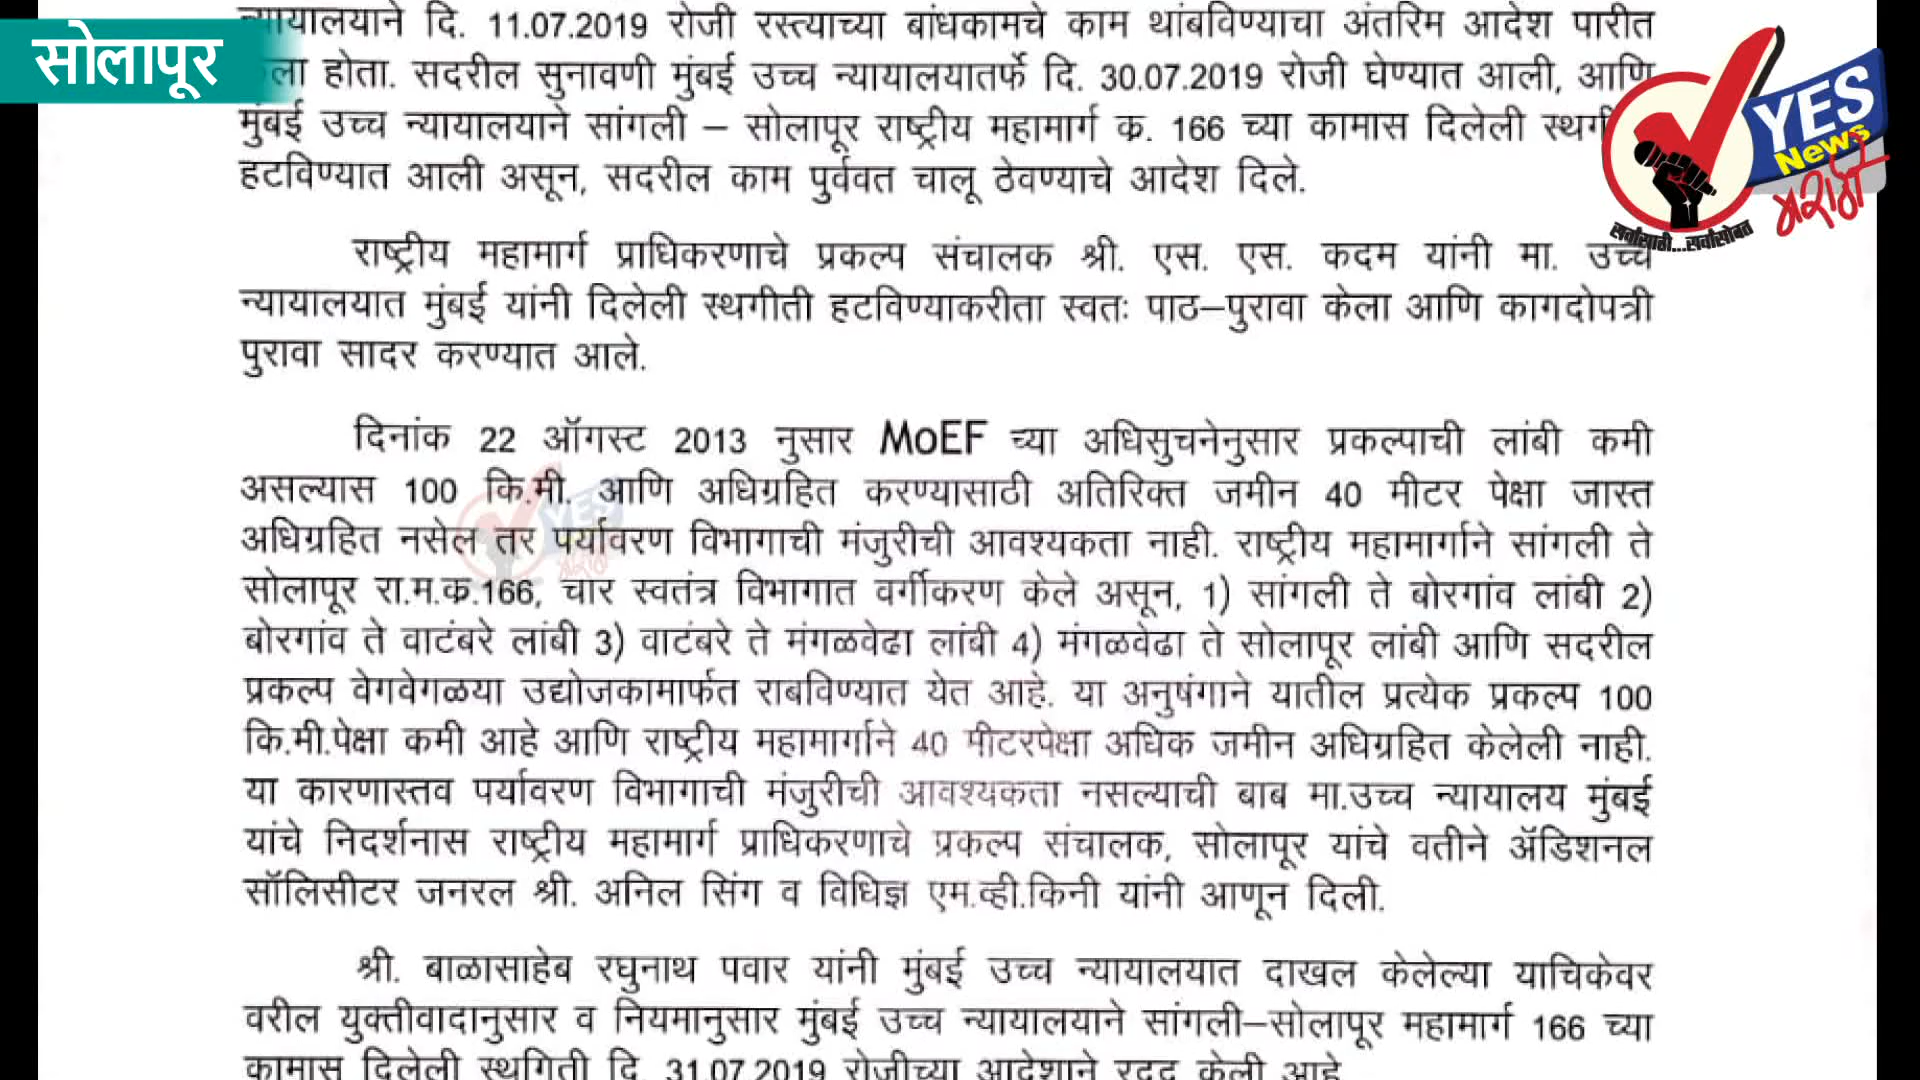 सोलापूर
दि. 11.07.2019 रोजी रस्त्याच्या बांधकामचे काम थांबविण्याचा अंतरिम आदेश पारीत
होता. सदरील सुनावणी मुंबई उच्च न्यायालयातर्फे दि. 30.07.2019 रोजी घेण्यात आली, आणि
मुंबई उच्च न्यायालयाने सांगली – सोलापूर राष्ट्रीय महामार्ग क्र. 166 च्या कामास दिलेली
हटविण्यात आली असून, सदरील काम पुर्ववत चालू ठेवण्याचे आदेश दिले.
राष्ट्रीय महामार्ग प्राधिकरणाचे प्रकल्प संचालक श्री. एस. एस. कदम यांनी मा. उच्च
न्यायालयात मुंबई यांनी दिलेली स्थगीती हटविण्याकरीता स्वतः पाठ–पुरावा केला आणि कागदोपत्री
पुरावा सादर करण्यात आले.
दिनांक 22 ऑगस्ट 2013 नुसार MoEF च्या अधिसुचनेनुसार प्रकल्पाची लांबी कमी
असल्यास 100 कि.मी. आणि अधिग्रहित करण्यासाठी अतिरिक्त जमीन 40 मीटर पेक्षा जास्त
अधिग्रहित नसेल तर पर्यावरण विभागाची मंजुरीची आवश्यकता नाही. राष्ट्रीय महामार्गाने सांगली ते
सोलापूर रा.म.क्र.166, चार स्वतंत्र विभागात वर्गीकरण केले असून, 1) सांगली ते बोरगांव लांबी 2)
बोरगांव ते वाटंबरे लांबी 3) वाटंबरे ते मंगळवेढा लांबी 4) मंगळवेढा ते सोलापूर लांबी आणि सदरील
प्रकल्प वेगवेगळया उद्योजकामार्फत राबविण्यात येत आहे. या अनुषंगाने यातील प्रत्येक प्रकल्प 100
कि.मी.पेक्षा कमी आहे आणि राष्ट्रीय महामार्गाने 40 मीटरपेक्षा अधिक जमीन अधिग्रहित केलेली नाही.
या कारणास्तव पर्यावरण विभागाची मंजुरीची आवश्यकता नसल्याची बाब मा.उच्च न्यायालय मुंबई
यांचे निदर्शनास राष्ट्रीय महामार्ग प्राधिकरणाचे प्रकल्प संचालक, सोलापूर यांचे वतीने ॲडिशनल
सॉलिसीटर जनरल श्री. अनिल सिंग व विधिज्ञ एम.व्ही.किनी यांनी आणून दिली.
श्री. बाळासाहेब रघुनाथ पवार यांनी मुंबई उच्च न्यायालयात दाखल केलेल्या याचिकेवर
वरील युक्तीवादानुसार व नियमानुसार मुंबई उच्च न्यायालयाने सांगली–सोलापूर महामार्ग 166 च्या
कामास दिलेली स्थगिती दि. 31.07.2019 रोजीच्या आदेशाने रद्द केली आहे.
YES
News
मराठी
सर्वांसाठी...सर्वांसोबत